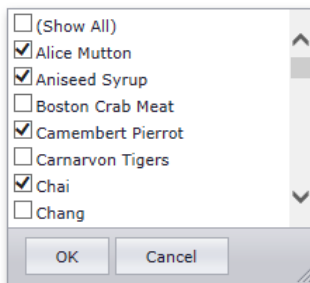 (Show All)
Alice Mutton
Aniseed Syrup
Boston Crab Meat
Camembert Pierrot
Carnarvon Tigers
Chai
Chang
OK Cancel